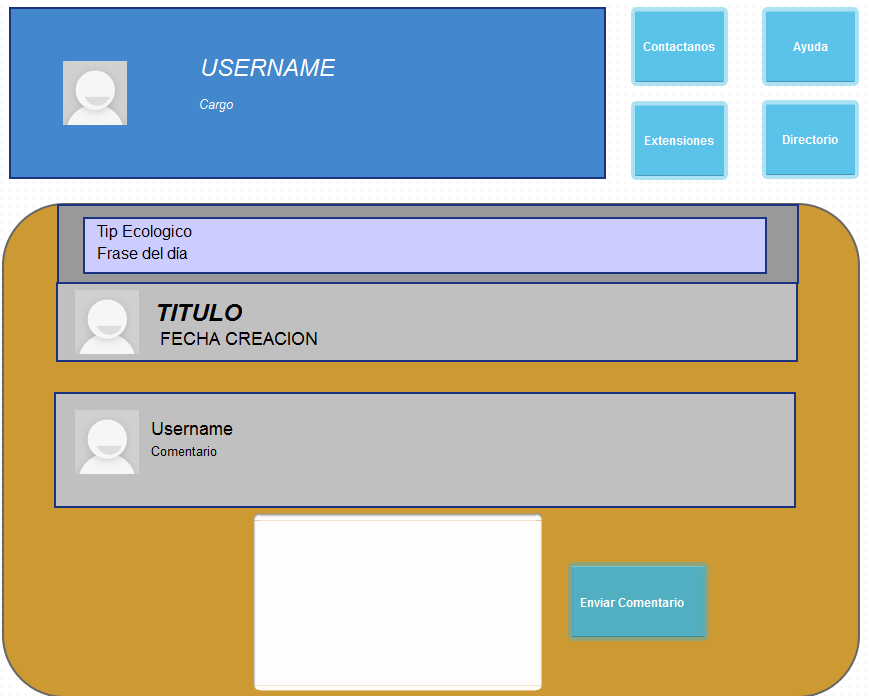 USERNAME
Cargo
Contactanos
Ayuda
Extensiones
Directorio
Tip Ecologico
Frase del día
TITULO
FECHA CREACION
Username
Comentario
Enviar Comentario